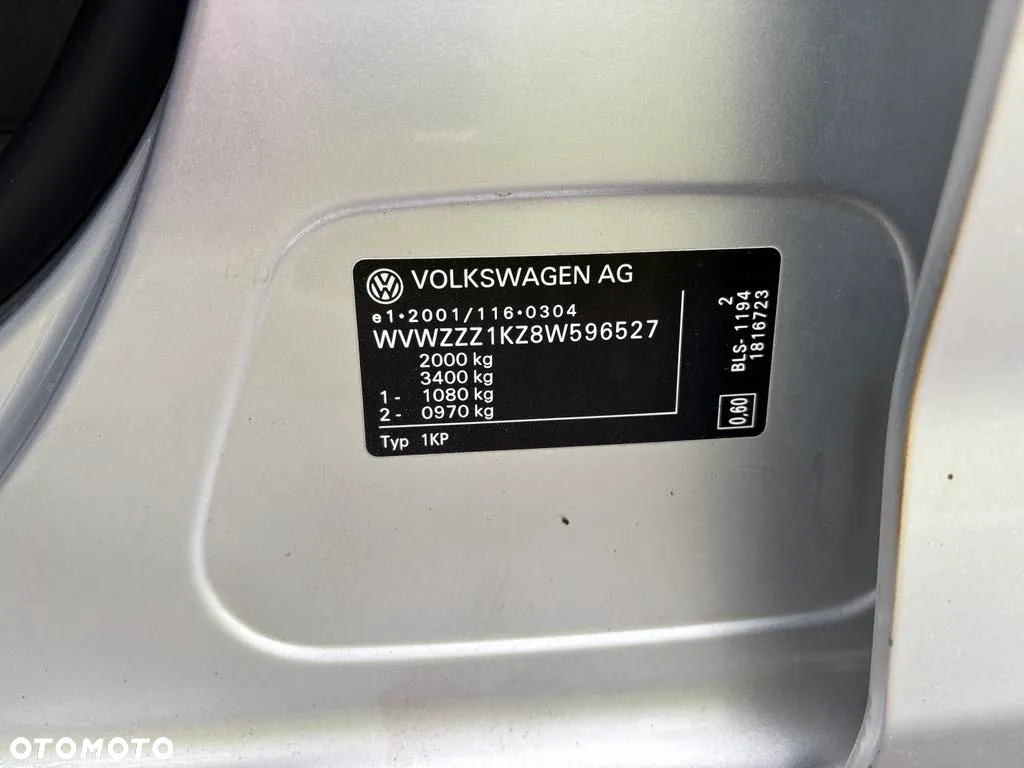 VOLKSWAGEN AG
e1*2001/116*0304
WVWZZZ1KZ8W596527
2000 kg
3400 kg
1- 1080 kg
2- 0970 kg
Typ 1KP
2
BLS-1194
1816723
0,60
OTOMOTO